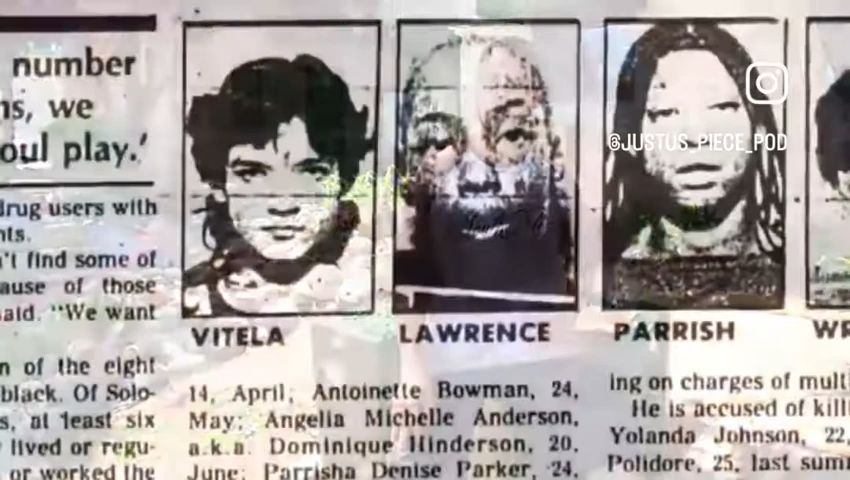 number
ns, we
oul play.'
drug users with
nts.
't find some of
ause of those
said. "We want
n of the eight
black. Of Solo-
s, at least six
lived or regu-
or worked the
VITELA
LAWRENCE
PARRISH
WR
14, April; Antoinette Bowman, 24,
May; Angelia Michelle Anderson,
a.k.a. Dominique Hinderson, 20,
June; Parrisha Denise Parker, 24,
ing on charges of mult
He is accused of killi
Yolanda Johnson, 22,
Polidore, 25, last sum
@JUSTUS_PIECE_POD